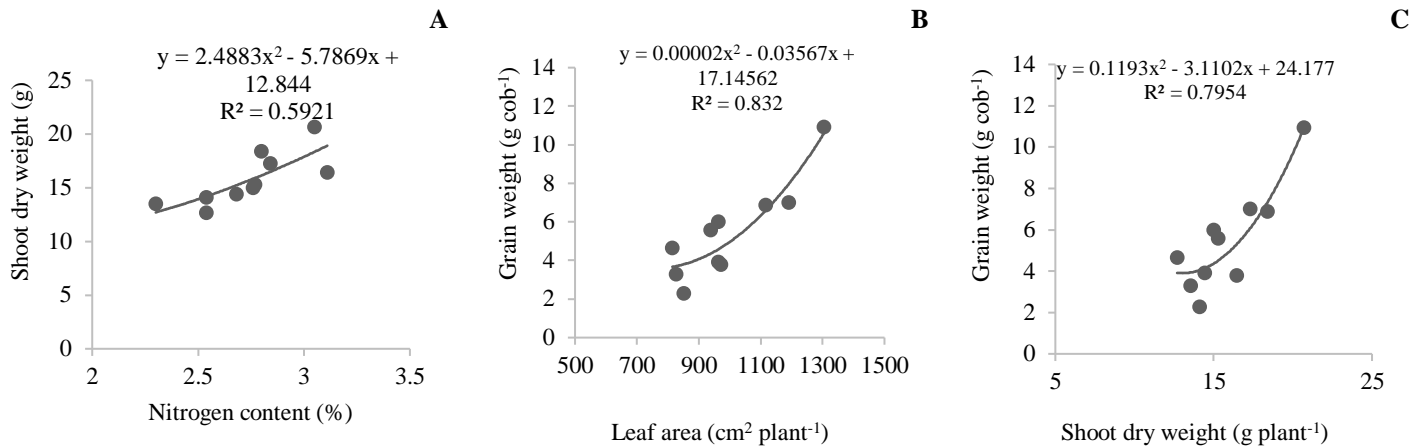 A
y = 2.4883x² - 5.7869x +
12.844
R² = 0.5921
Shoot dry weight (g)
25
20
15
10
5
0
2
2.5
3
3.5
Nitrogen content (%)
B
y = 0.00002x² - 0.03567x +
17.14562
R² = 0.832
Grain weight (g cob⁻¹)
14
12
10
8
6
4
2
0
500
700
900
1100
1300
1500
Leaf area (cm² plant⁻¹)
C
y = 0.1193x² - 3.1102x + 24.177
R² = 0.7954
Grain weight (g cob⁻¹)
14
12
10
8
6
4
2
0
5
15
25
Shoot dry weight (g plant⁻¹)